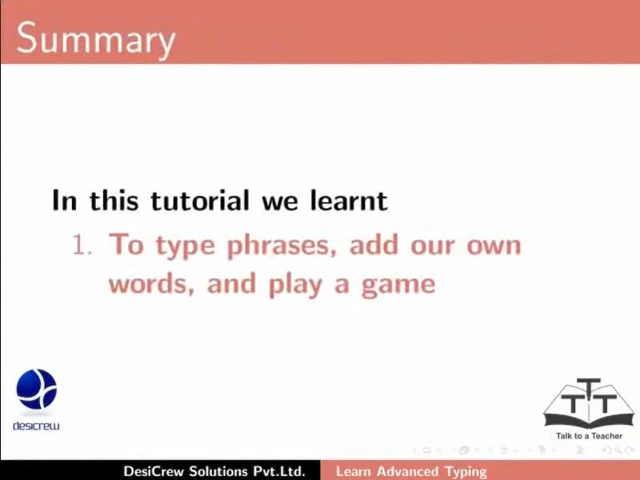 Summary
In this tutorial we learnt
1. To type phrases, add our own
words, and play a game
desicrew
TTT
Talk to a Teacher
DesiCrew Solutions Pvt.Ltd. Learn Advanced Typing